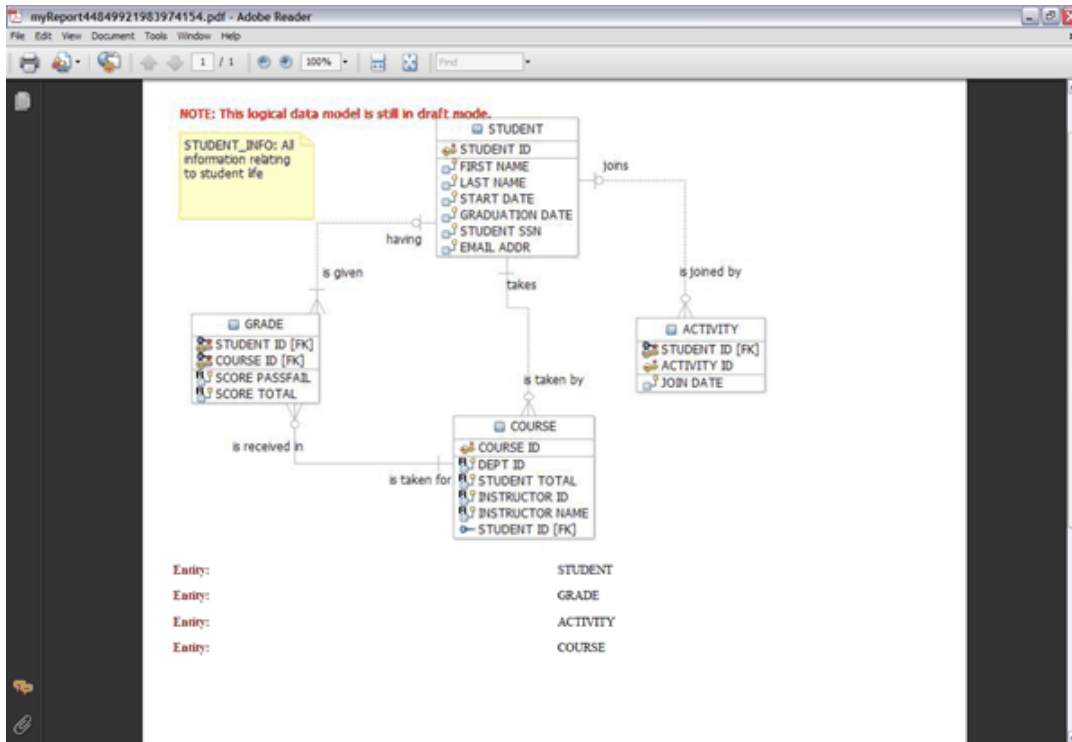 myReport44849921983974154.pdf - Adobe Reader
File Edit View Document Tools Window Help
1 / 1 100% Find
NOTE: This logical data model is still in draft mode.
STUDENT_INFO: All
information relating
to student life
STUDENT
STUDENT ID
FIRST NAME
LAST NAME
START DATE
GRADUATION DATE
STUDENT SSN
EMAIL ADDR
joins
having
is given
takes
is joined by
GRADE
STUDENT ID [FK]
COURSE ID [FK]
SCORE PASSFAIL
SCORE TOTAL
ACTIVITY
STUDENT ID [FK]
ACTIVITY ID
JOIN DATE
is taken by
is received in
is taken for
COURSE
COURSE ID
DEPT ID
STUDENT TOTAL
INSTRUCTOR ID
INSTRUCTOR NAME
STUDENT ID [FK]
Entity: STUDENT
Entity: GRADE
Entity: ACTIVITY
Entity: COURSE